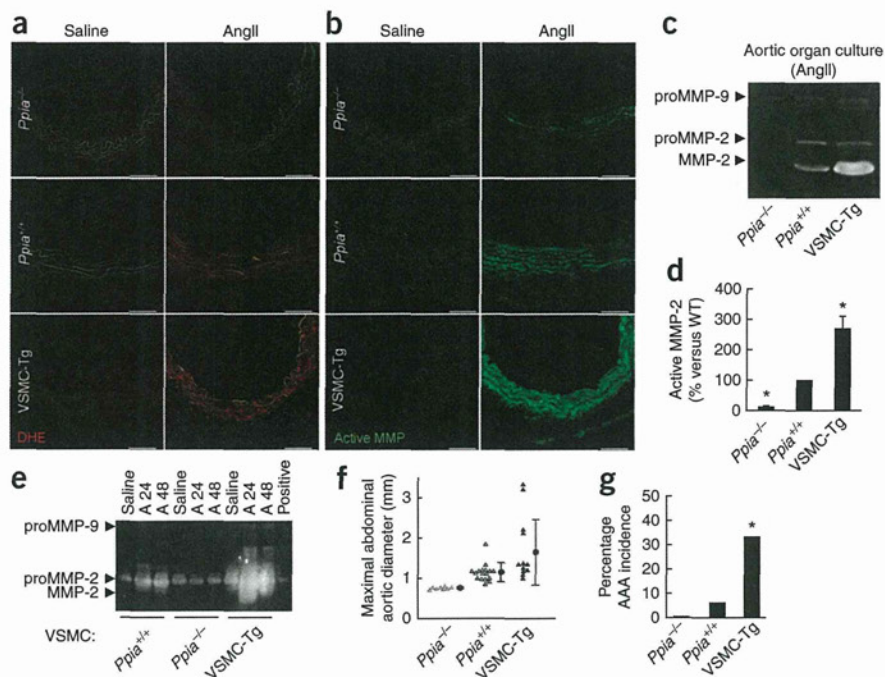 a
Saline
AngII
Ppia–/–
Ppia+/+
VSMC-Tg
DHE
b
Saline
AngII
Ppia–/–
Ppia+/+
VSMC-Tg
Active MMP
c
Aortic organ culture
(AngII)
proMMP-9
proMMP-2
MMP-2
Ppia–/–
Ppia+/+
VSMC-Tg
d
Active MMP-2
(% versus WT)
400
300
200
100
0
*
*
Ppia–/–
Ppia+/+
VSMC-Tg
e
Saline
A 24
A 48
Saline
A 24
A 48
Saline
A 24
A 48
Positive
proMMP-9
proMMP-2
MMP-2
VSMC:
Ppia+/+
Ppia–/–
VSMC-Tg
f
Maximal abdominal
aortic diameter (mm)
3
2
1
0
Ppia–/–
Ppia+/+
VSMC-Tg
g
Percentage
AAA incidence
50
40
30
20
10
0
*
Ppia–/–
Ppia+/+
VSMC-Tg